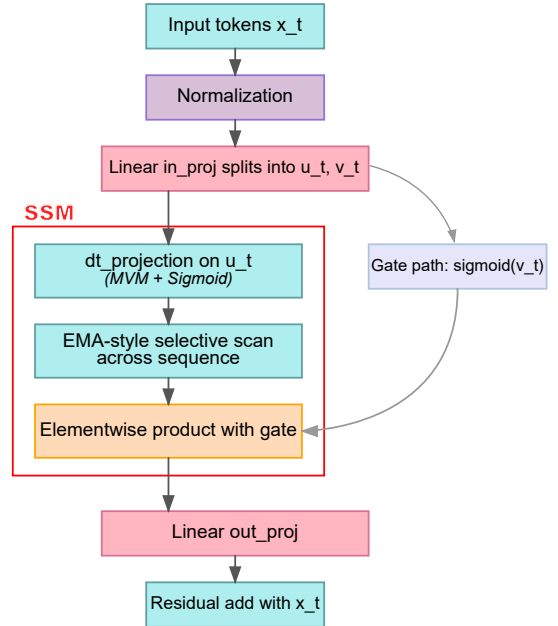 Input tokens x_t
Normalization
Linear in_proj splits into u_t, v_t
SSM
dt_projection on u_t
(MVM + Sigmoid)
Gate path: sigmoid(v_t)
EMA-style selective scan
across sequence
Elementwise product with gate
Linear out_proj
Residual add with x_t